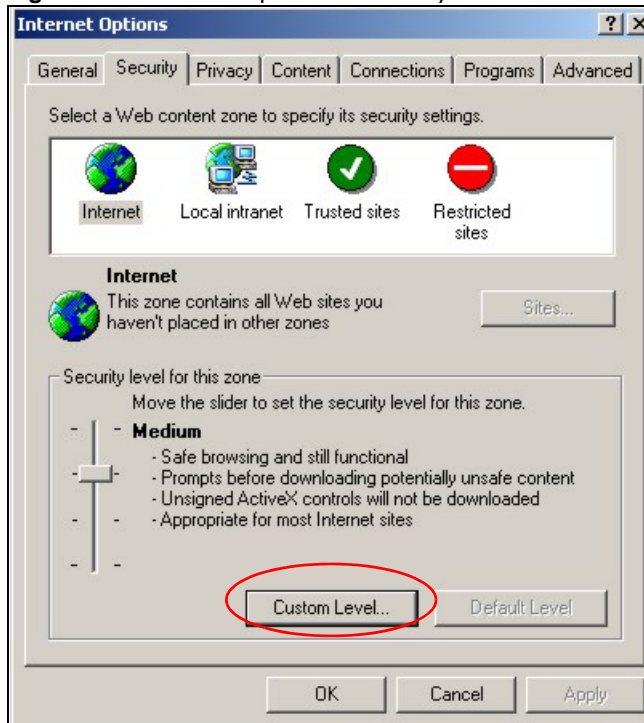 Internet Options
General Security Privacy Content Connections Programs Advanced
Select a Web content zone to specify its security settings.
Internet Local intranet Trusted sites Restricted
sites
Internet
This zone contains all Web sites you
haven't placed in other zones
Sites...
Security level for this zone
Move the slider to set the security level for this zone.
Medium
- Safe browsing and still functional
- Prompts before downloading potentially unsafe content
- Unsigned ActiveX controls will not be downloaded
- Appropriate for most Internet sites
Custom Level... Default Level
OK Cancel Apply